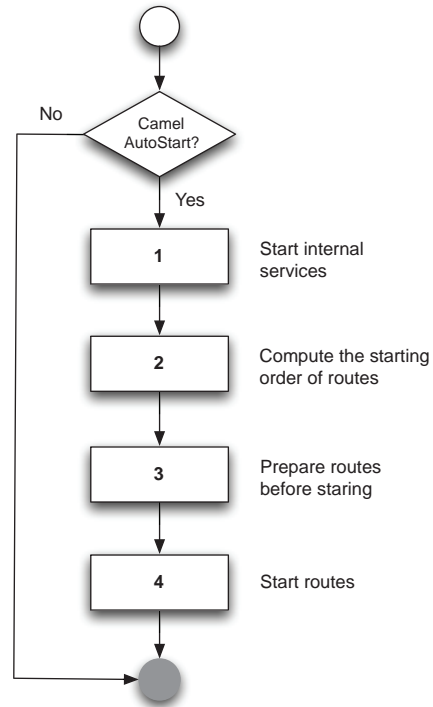 No
Camel
AutoStart?
Yes
1
Start internal
services
2
Compute the starting
order of routes
3
Prepare routes
before staring
4
Start routes